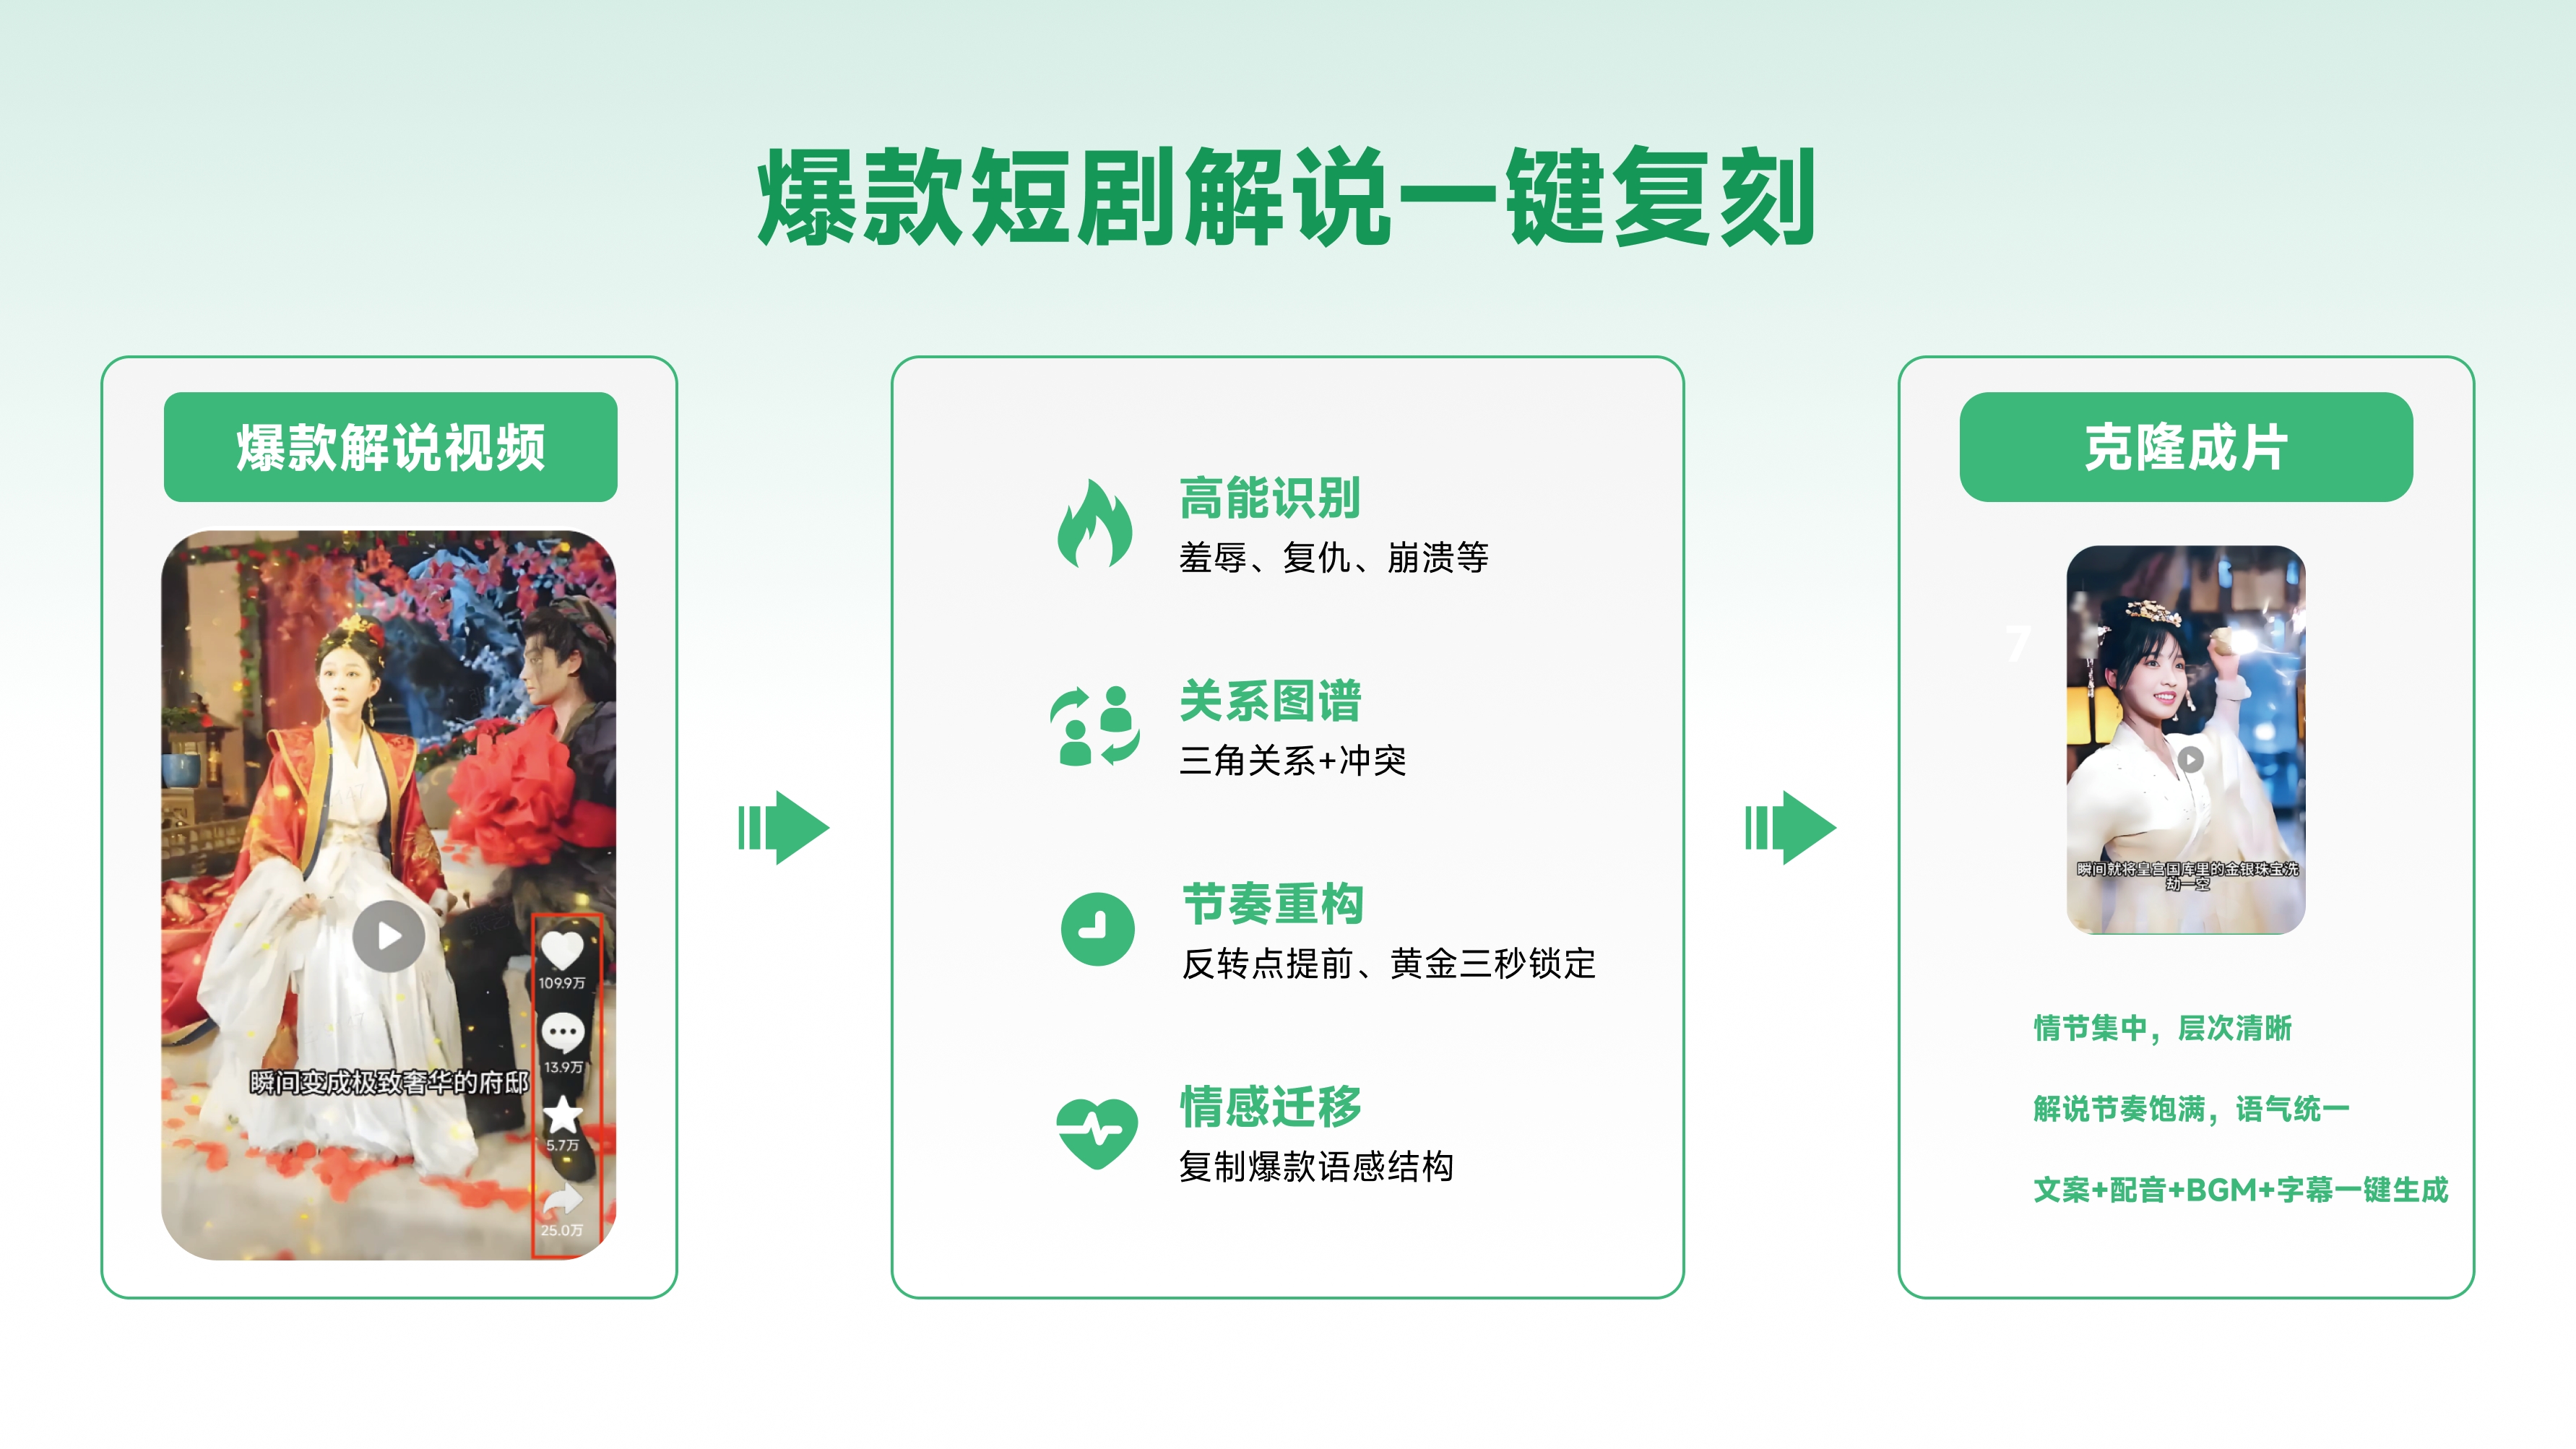 爆款短剧解说一键复刻
爆款解说视频
瞬间变成极致奢华的府邸
109.9万
13.9万
5.7万
25.0万
高能识别
羞辱、复仇、崩溃等
关系图谱
三角关系+冲突
节奏重构
反转点提前、黄金三秒锁定
情感迁移
复制爆款语感结构
克隆成片
7
瞬间就将皇宫国库里的金银珠宝洗
劫一空
情节集中，层次清晰
解说节奏饱满，语气统一
文案+配音+BGM+字幕一键生成